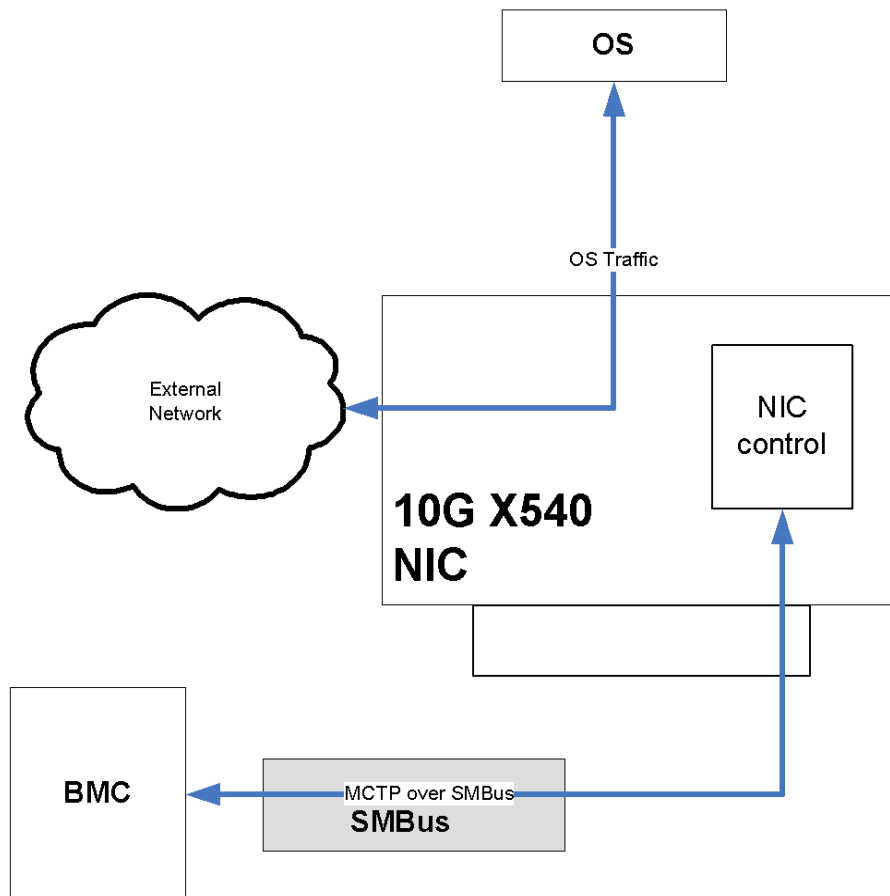 OS
OS Traffic
External
Network
NIC
control
10G X540
NIC
BMC
MCTP over SMBus
SMBus